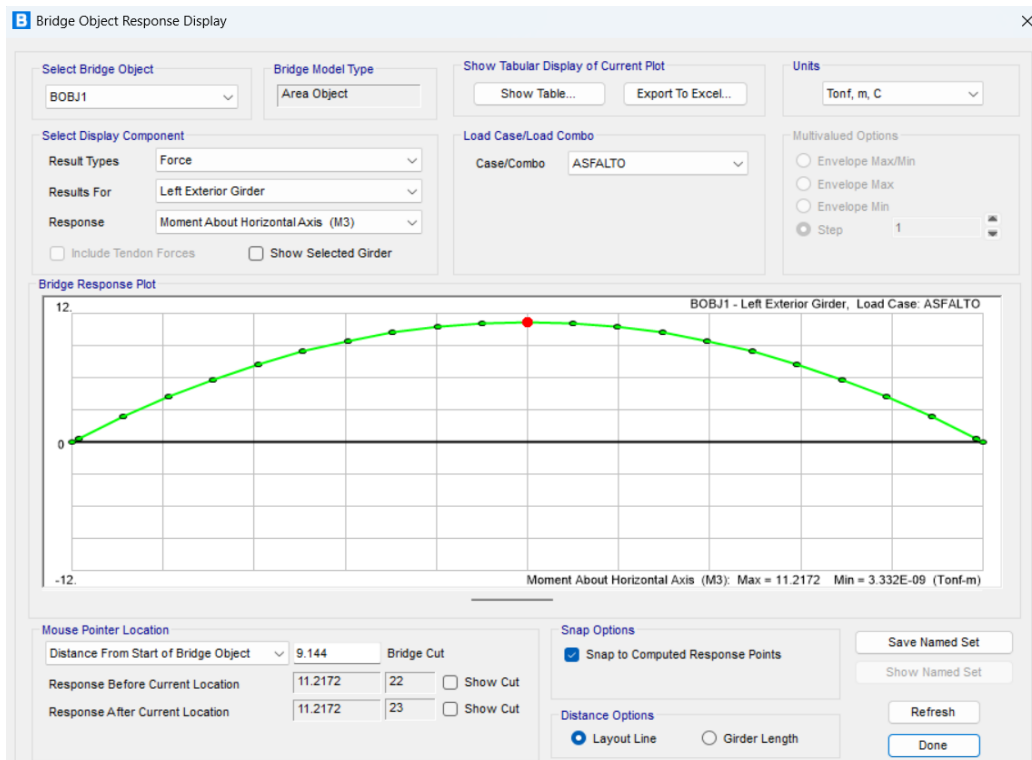 B Bridge Object Response Display
Select Bridge Object
BOBJ1
Bridge Model Type
Area Object
Show Tabular Display of Current Plot
Show Table...
Export To Excel...
Units
Tonf, m, C
Select Display Component
Result Types
Force
Results For
Left Exterior Girder
Response
Moment About Horizontal Axis (M3)
Include Tendon Forces
Show Selected Girder
Load Case/Load Combo
Case/Combo
ASFALTO
Multivalued Options
Envelope Max/Min
Envelope Max
Envelope Min
Step
1
Bridge Response Plot
12.
BOBJ1 - Left Exterior Girder, Load Case: ASFALTO
0
-12.
Moment About Horizontal Axis (M3): Max = 11.2172 Min = 3.332E-09 (Tonf-m)
Mouse Pointer Location
Distance From Start of Bridge Object
9.144
Bridge Cut
Response Before Current Location
11.2172
22
Show Cut
Response After Current Location
11.2172
23
Show Cut
Snap Options
Snap to Computed Response Points
Distance Options
Layout Line
Girder Length
Save Named Set
Show Named Set
Refresh
Done